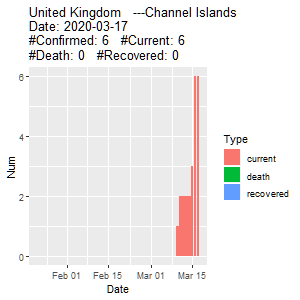 United Kingdom   ---Channel Islands
Date: 2020-03-17
#Confirmed: 6   #Current: 6
#Death: 0   #Recovered: 0
Num
6
4
2
0
Feb 01
Feb 15
Mar 01
Mar 15
Date
Type
current
death
recovered